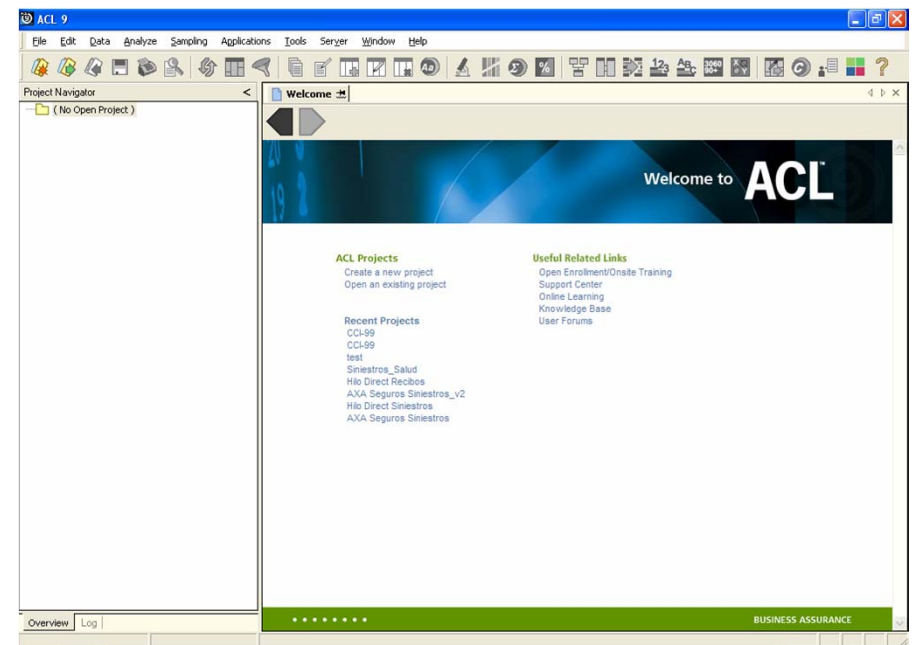 ACL 9
File Edit Data Analyze Sampling Applications Tools Server Window Help
Project Navigator <
Welcome
( No Open Project )
Welcome to ACL™
ACL Projects
Create a new project
Open an existing project
Recent Projects
CCI-99
CCI-99
test
Siniestros_Salud
Hilo Direct Recibos
AXA Seguros Siniestros_v2
Hilo Direct Siniestros
AXA Seguros Siniestros
Useful Related Links
Open Enrollment/Onsite Training
Support Center
Online Learning
Knowledge Base
User Forums
Overview Log
BUSINESS ASSURANCE